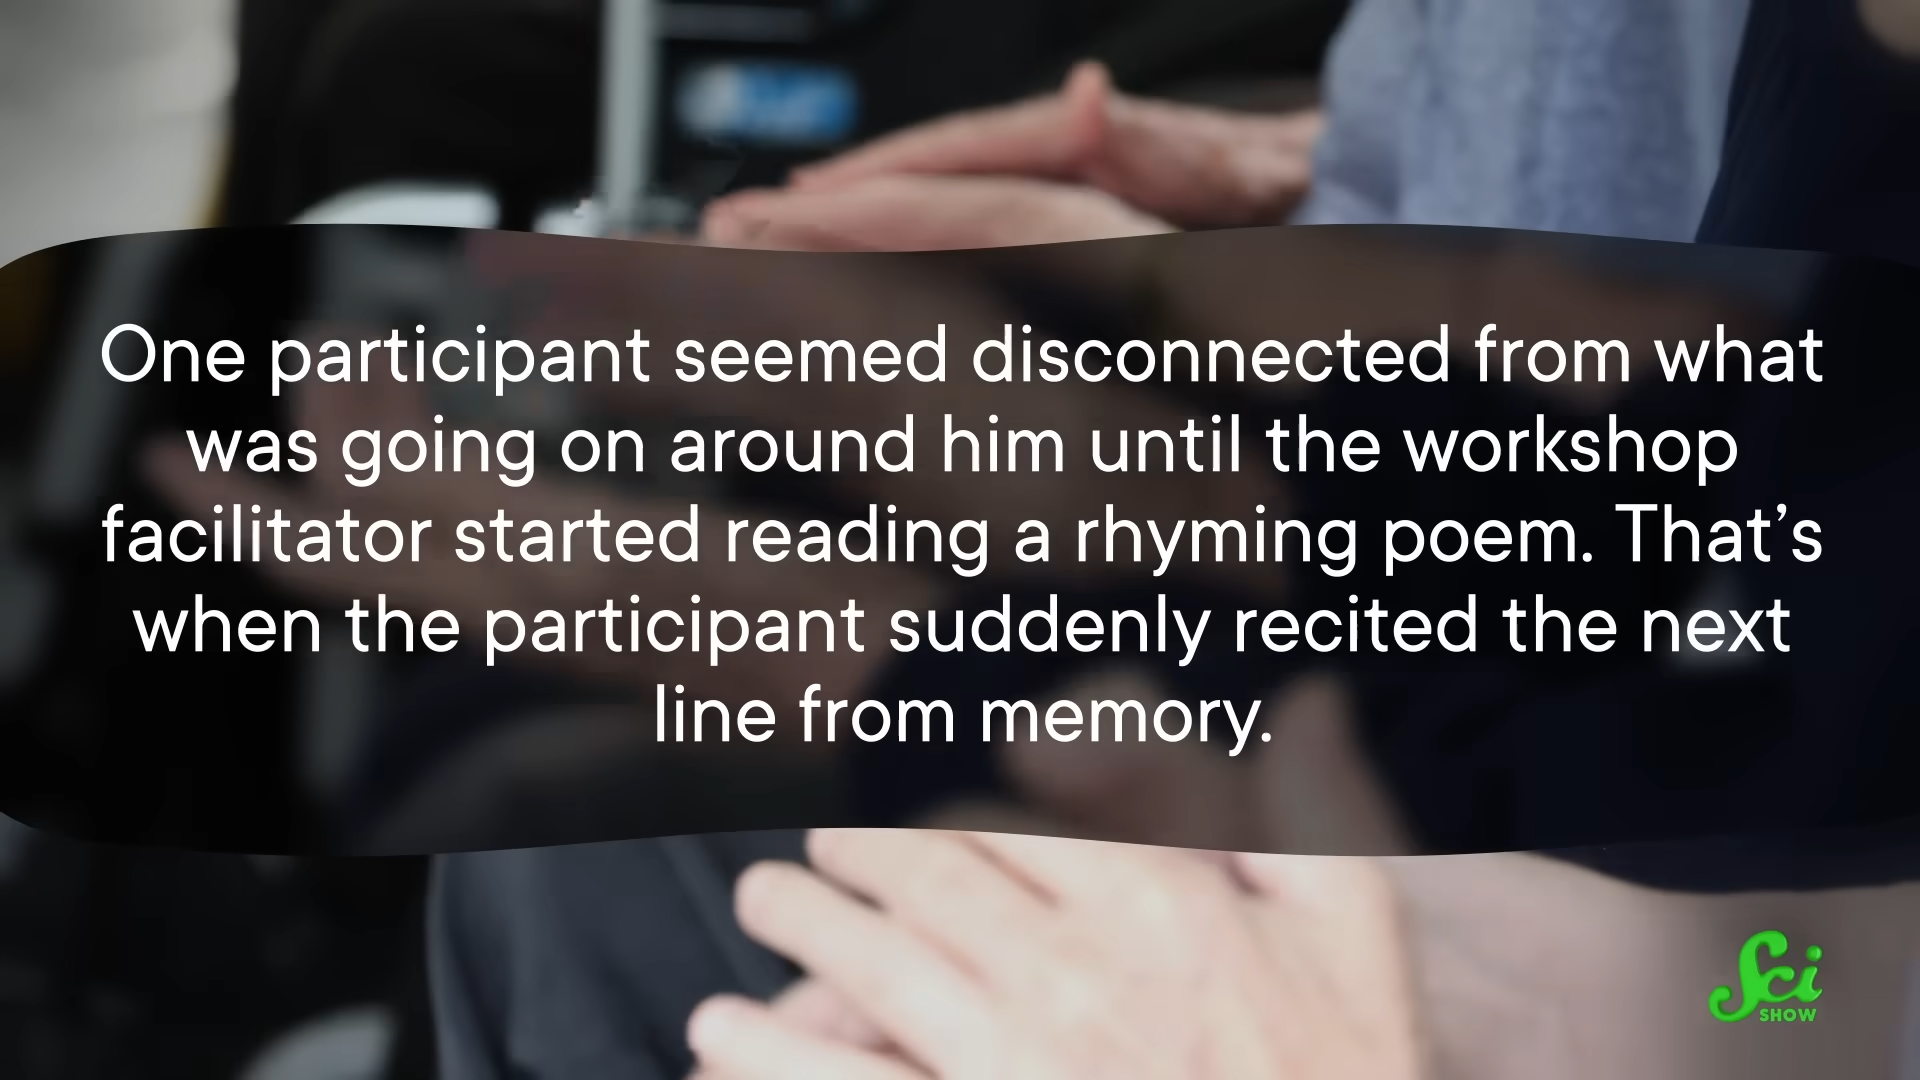 One participant seemed disconnected from what
was going on around him until the workshop
facilitator started reading a rhyming poem. That’s
when the participant suddenly recited the next
line from memory.
Sci
SHOW